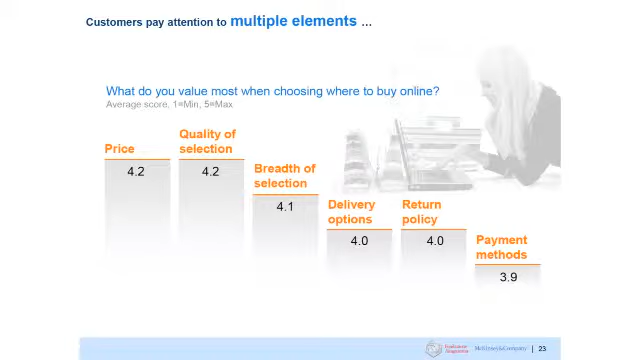 Customers pay attention to multiple elements ...
What do you value most when choosing where to buy online?
Average score, 1=Min, 5=Max
Price
4.2
Quality of
selection
4.2
Breadth of
selection
4.1
Delivery
options
4.0
Return
policy
4.0
Payment
methods
3.9
McKinsey&Company
23